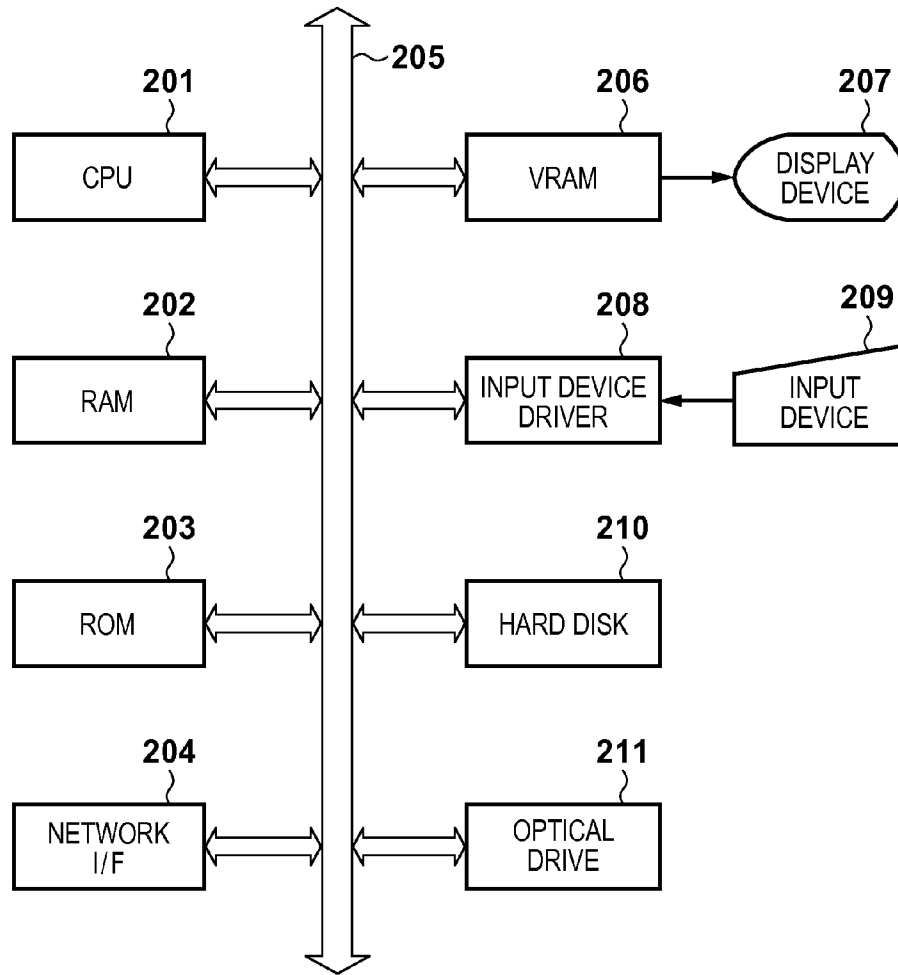 205
201
CPU
206
VRAM
207
DISPLAY
DEVICE
202
RAM
208
INPUT DEVICE
DRIVER
209
INPUT
DEVICE
203
ROM
210
HARD DISK
204
NETWORK
I/F
211
OPTICAL
DRIVE